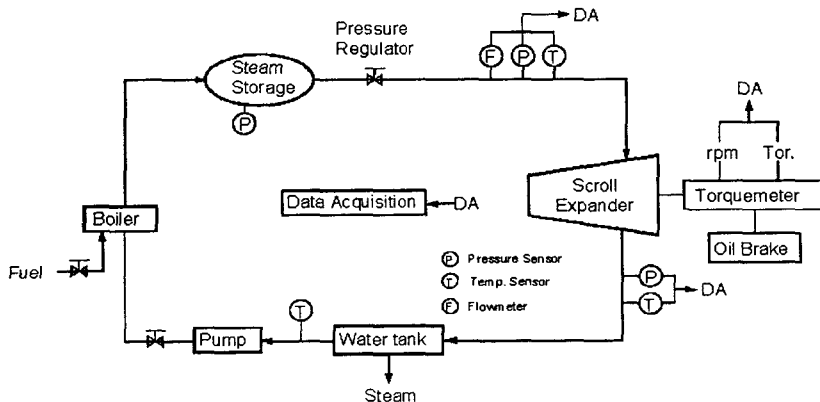 DA
Pressure
Regulator
F
P
T
Steam
Storage
P
DA
rpm
Tor.
Scroll
Expander
Torquemeter
Data Acquisition
DA
Boiler
Oil Brake
Fuel
P
Pressure Sensor
T
Temp. Sensor
F
Flowmeter
P
T
DA
T
Pump
Water tank
Steam